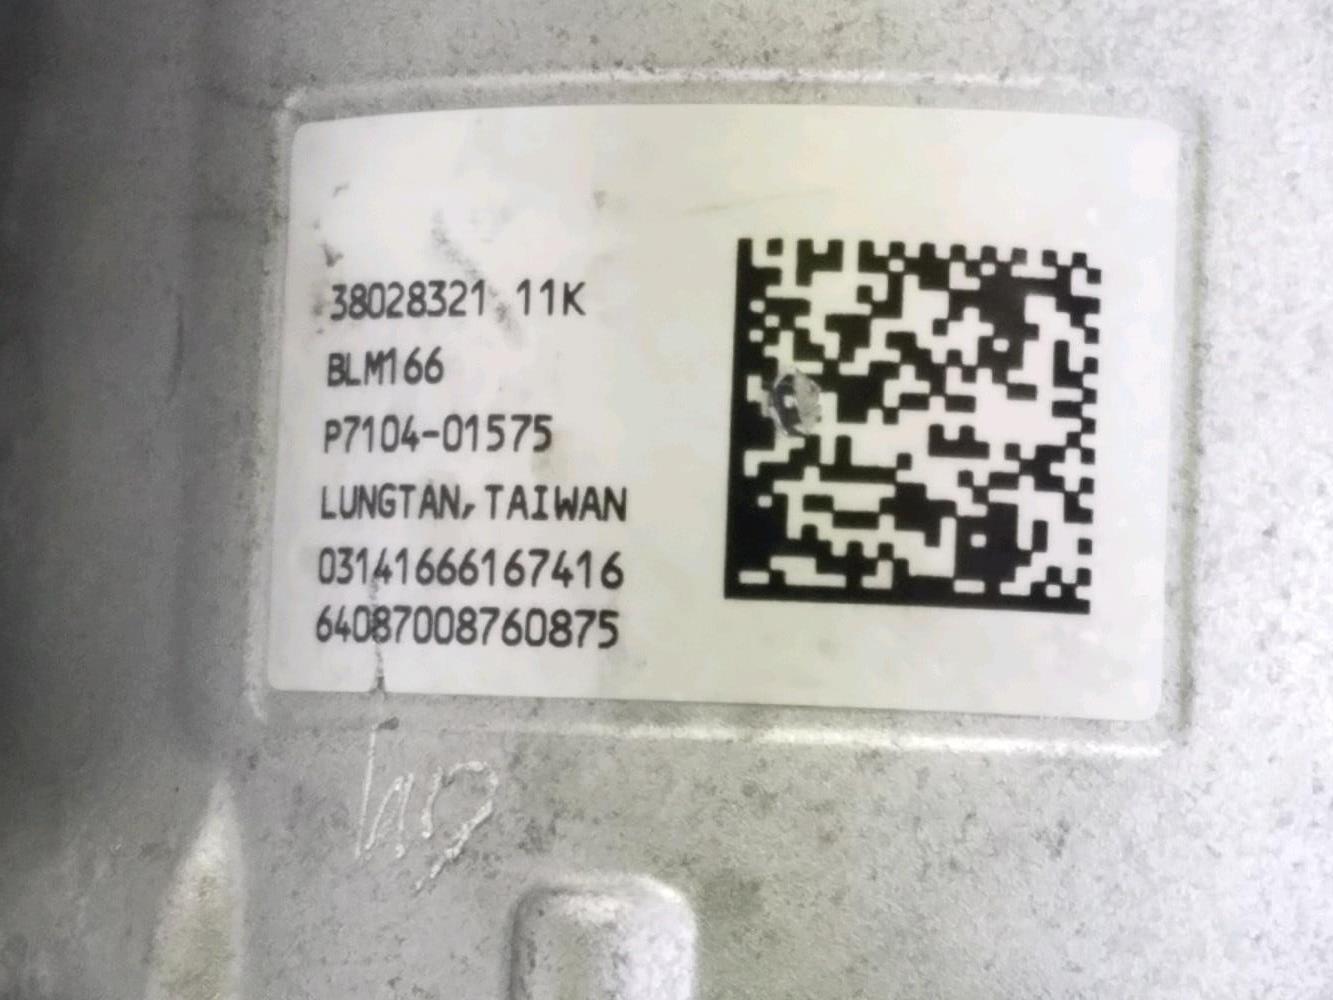 38028321 11K
BLM166
P7104-01575
LUNGTAN, TAIWAN
03141666167416
64087008760875